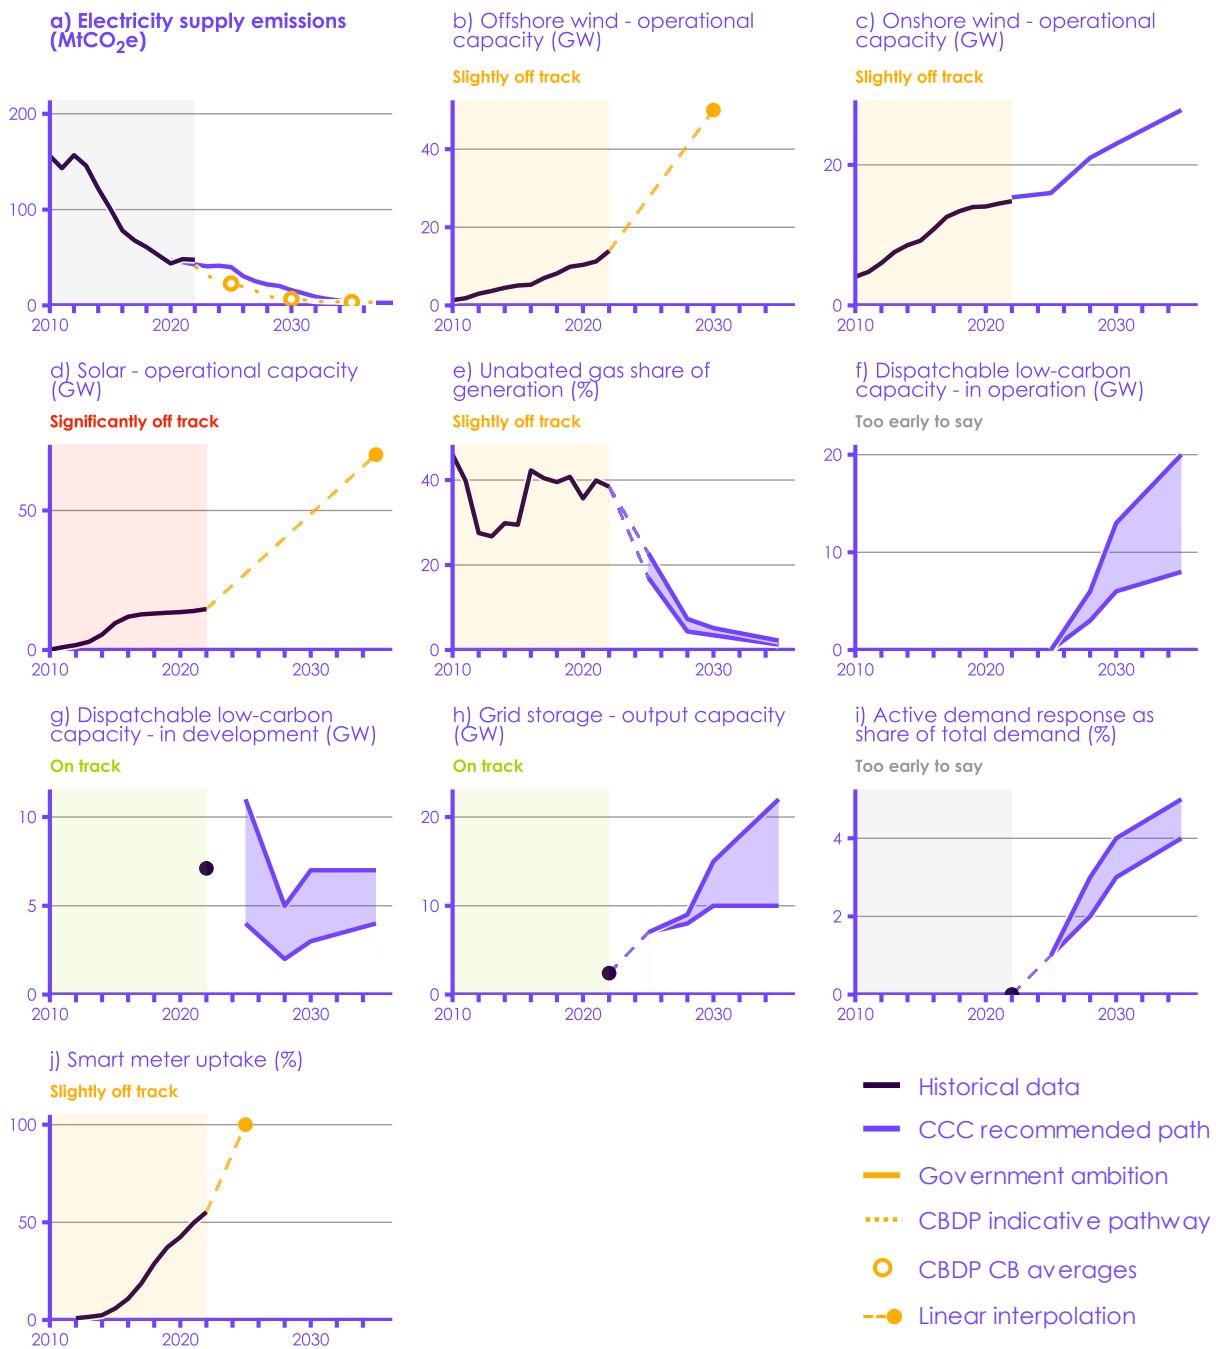 a) Electricity supply emissions
(MtCO₂e)
200
100
0
2010
2020
2030
b) Offshore wind - operational
capacity (GW)
Slightly off track
40
20
0
2010
2020
2030
c) Onshore wind - operational
capacity (GW)
Slightly off track
20
0
2010
2020
2030
d) Solar - operational capacity
(GW)
Significantly off track
50
0
2010
2020
2030
e) Unabated gas share of
generation (%)
Slightly off track
40
20
0
2010
2020
2030
f) Dispatchable low-carbon
capacity - in operation (GW)
Too early to say
20
10
0
2010
2020
2030
g) Dispatchable low-carbon
capacity - in development (GW)
On track
10
5
0
2010
2020
2030
h) Grid storage - output capacity
(GW)
On track
20
10
0
2010
2020
2030
i) Active demand response as
share of total demand (%)
Too early to say
4
2
0
2010
2020
2030
j) Smart meter uptake (%)
Slightly off track
100
50
0
2010
2020
2030
Historical data
CCC recommended path
Government ambition
CBDP indicative pathway
CBDP CB averages
Linear interpolation